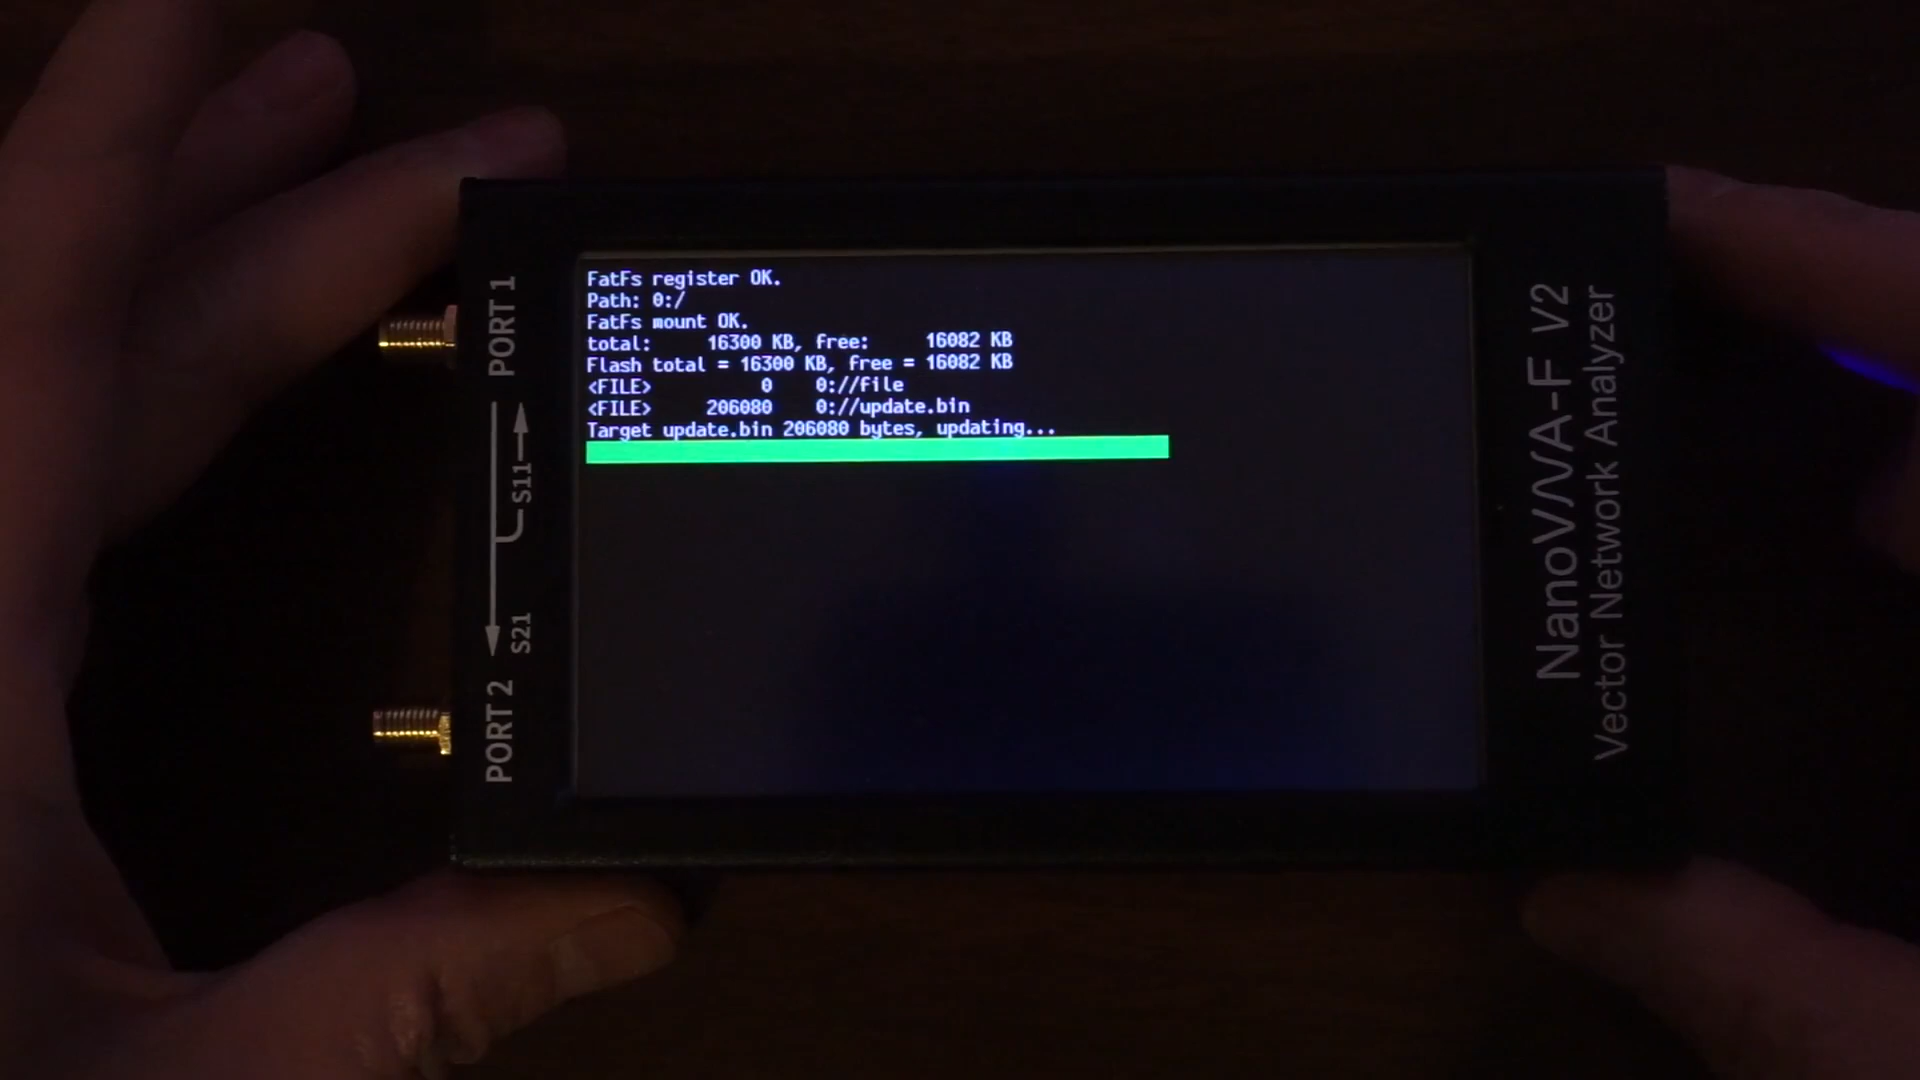 FatFs register OK.
Path: 0:/
FatFs mount OK.
total: 16300 KB, free: 16082 KB
Flash total = 16300 KB, free = 16082 KB
<FILE> 0 0://file
<FILE> 206080 0://update.bin
Target update.bin 206080 bytes, updating...
PORT 1
S11
S21
PORT 2
NanoVNA-F V2
Vector Network Analyzer